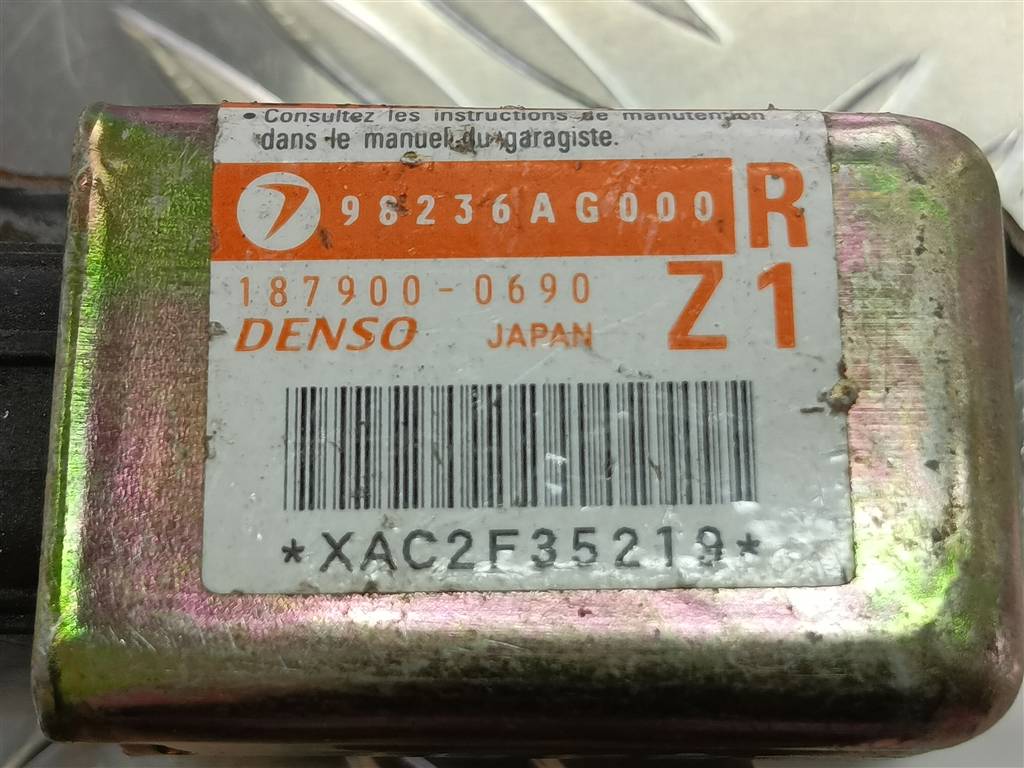 • Consultez les instructions de manutention
dans le manuel du garagiste.
98236AG000 R
187900-0690 Z1
DENSO JAPAN
*XAC2F35219*